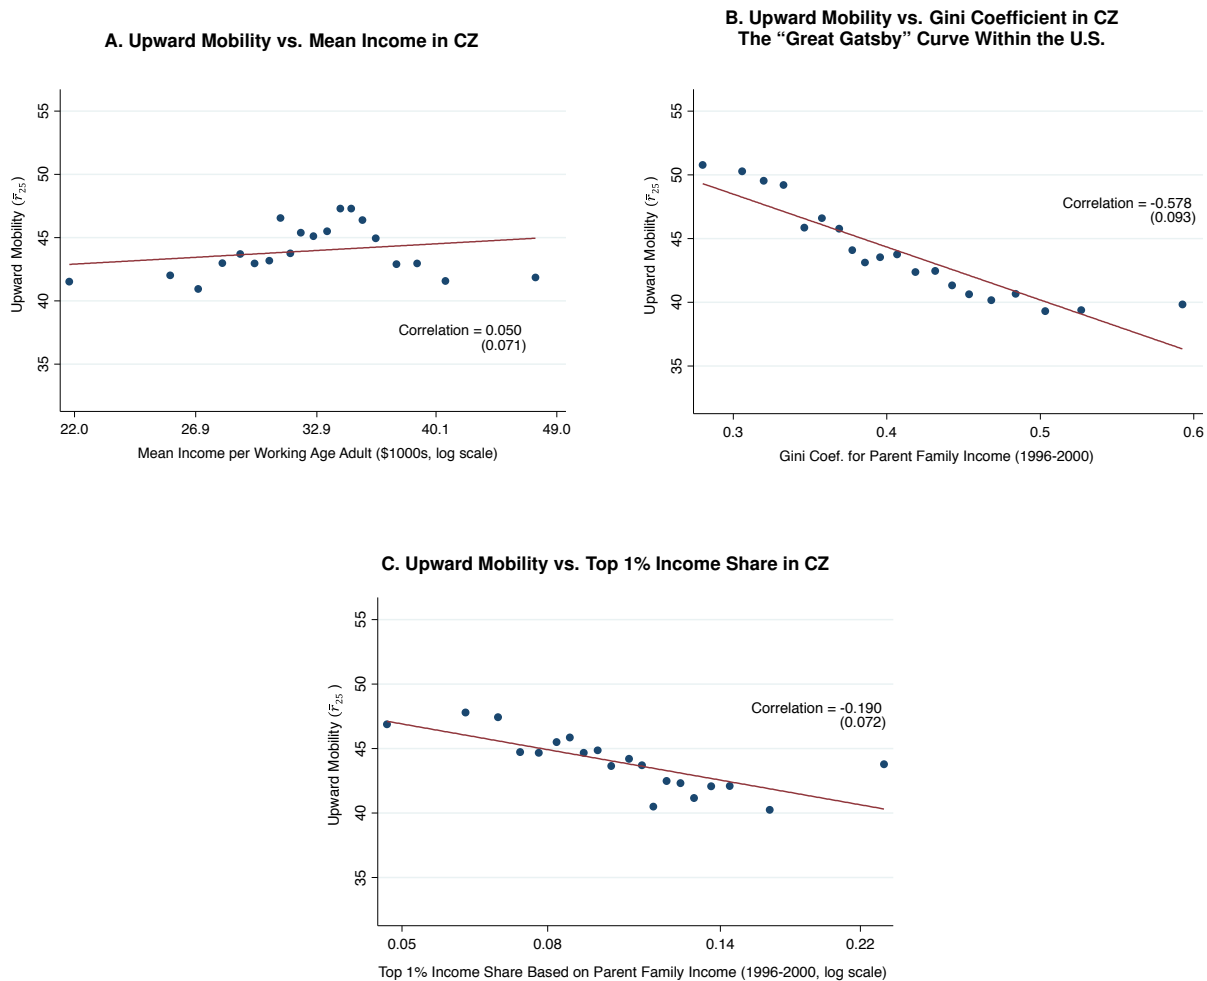 A. Upward Mobility vs. Mean Income in CZ
Upward Mobility (r̅₂₅)
55
50
45
40
35
Correlation = 0.050
(0.071)
22.0 26.9 32.9 40.1 49.0
Mean Income per Working Age Adult ($1000s, log scale)
B. Upward Mobility vs. Gini Coefficient in CZ
The “Great Gatsby” Curve Within the U.S.
Upward Mobility (r̅₂₅)
55
50
45
40
35
Correlation = -0.578
(0.093)
0.3 0.4 0.5 0.6
Gini Coef. for Parent Family Income (1996-2000)
C. Upward Mobility vs. Top 1% Income Share in CZ
Upward Mobility (r̅₂₅)
55
50
45
40
35
Correlation = -0.190
(0.072)
0.05 0.08 0.14 0.22
Top 1% Income Share Based on Parent Family Income (1996-2000, log scale)